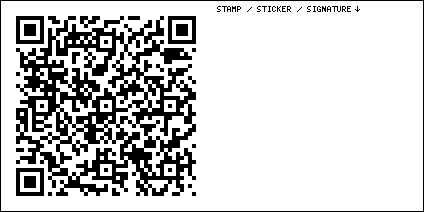 STAMP / STICKER / SIGNATURE ↓